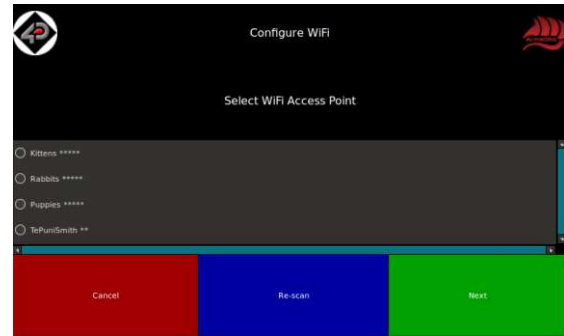 Configure WiFi
Select WiFi Access Point
Kittens *****
Rabbits *****
Puppies *****
TePuniSmith **
Cancel
Re-scan
Next